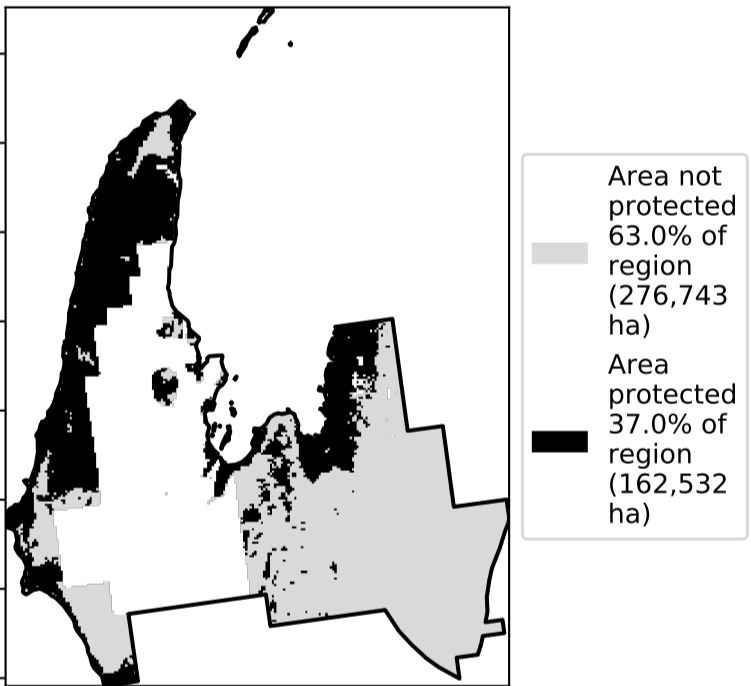 Area not
protected
63.0% of
region
(276,743
ha)
Area
protected
37.0% of
region
(162,532
ha)